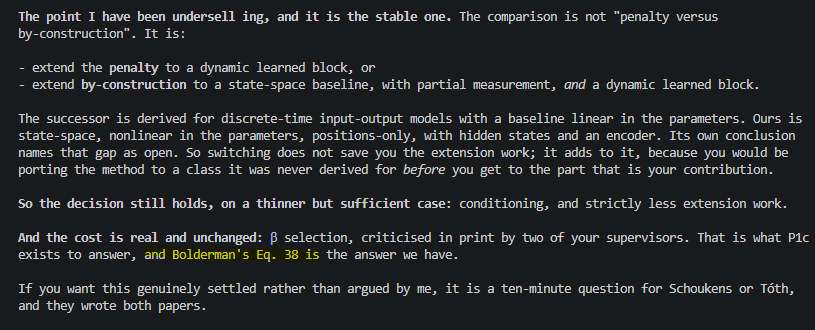 The point I have been undersell ing, and it is the stable one. The comparison is not "penalty versus
by-construction". It is:
- extend the penalty to a dynamic learned block, or
- extend by-construction to a state-space baseline, with partial measurement, and a dynamic learned block.
The successor is derived for discrete-time input-output models with a baseline linear in the parameters. Ours is
state-space, nonlinear in the parameters, positions-only, with hidden states and an encoder. Its own conclusion
names that gap as open. So switching does not save you the extension work; it adds to it, because you would be
porting the method to a class it was never derived for before you get to the part that is your contribution.
So the decision still holds, on a thinner but sufficient case: conditioning, and strictly less extension work.
And the cost is real and unchanged: β selection, criticised in print by two of your supervisors. That is what P1c
exists to answer, and Bolderman's Eq. 38 is the answer we have.
If you want this genuinely settled rather than argued by me, it is a ten-minute question for Schoukens or Tóth,
and they wrote both papers.